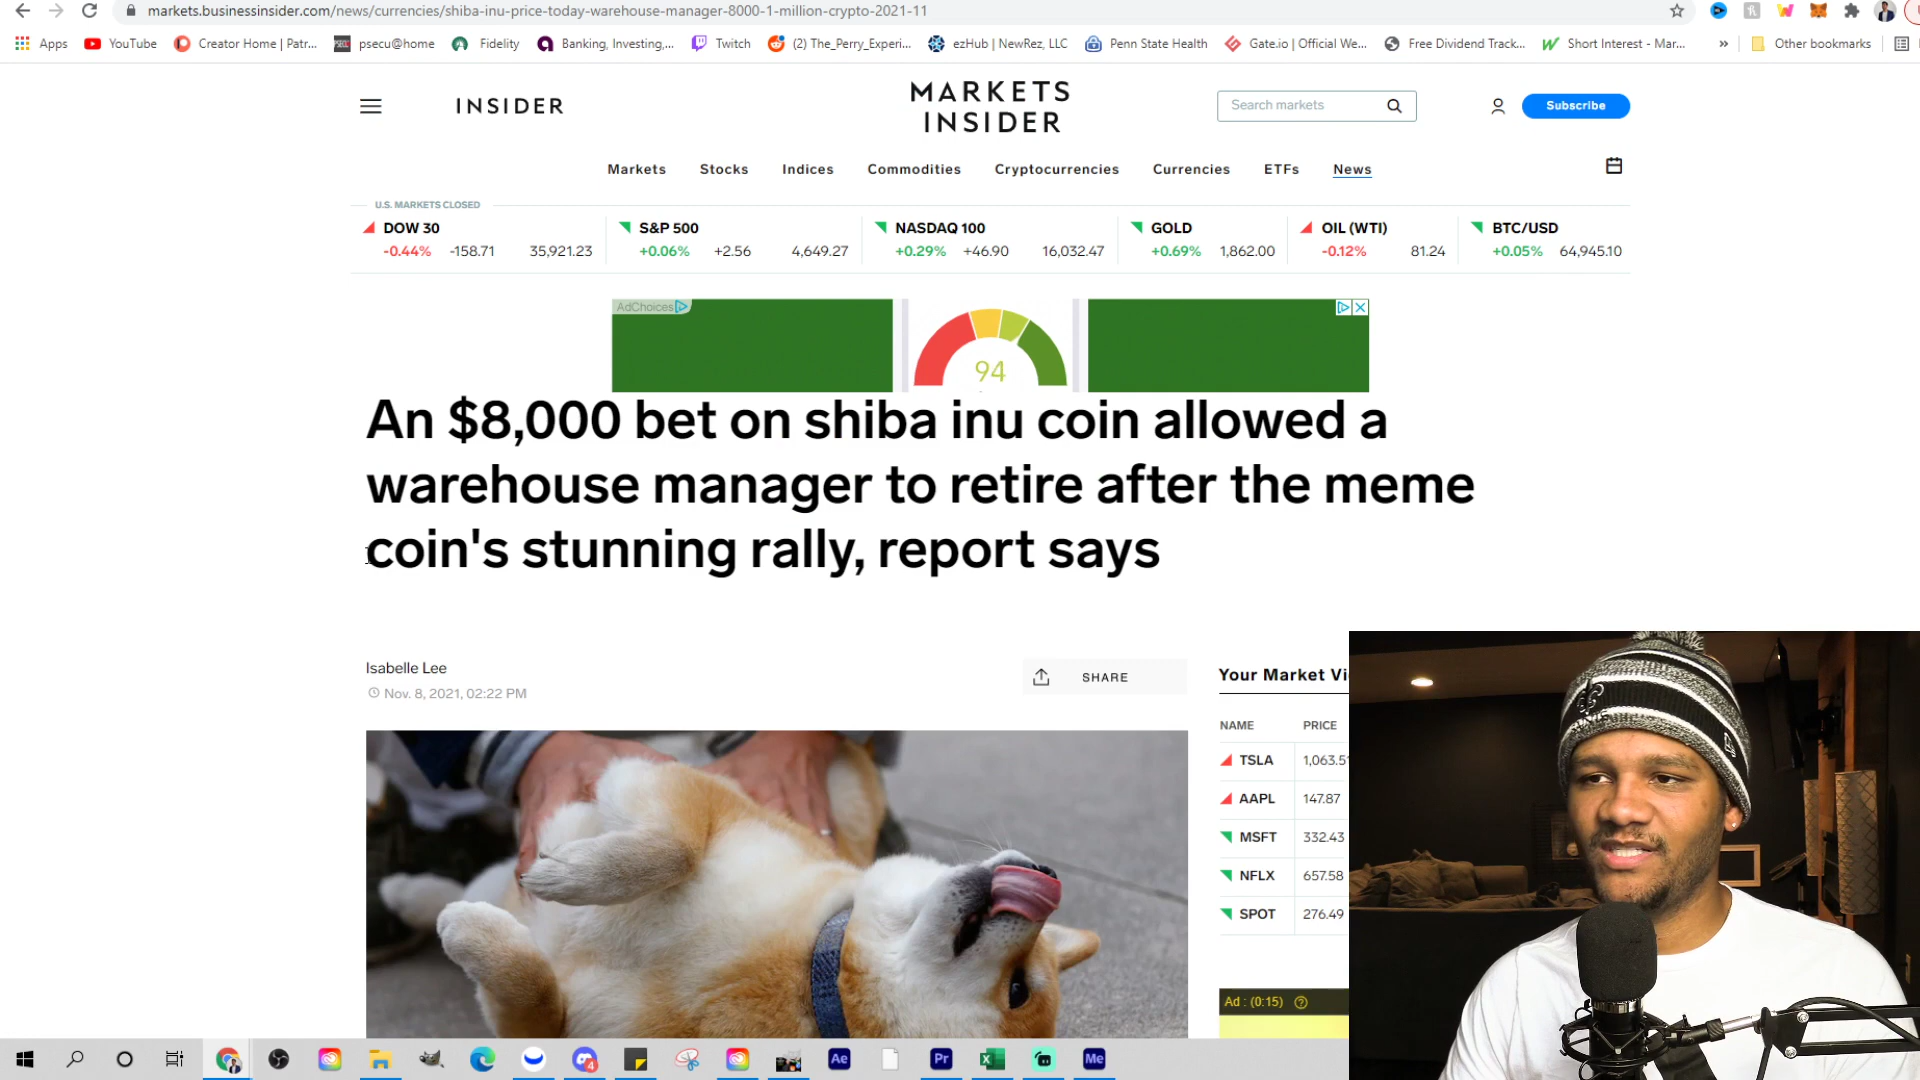 markets.businessinsider.com/news/currencies/shiba-inu-price-today-warehouse-manager-8000-1-million-crypto-2021-11
Apps YouTube Creator Home | Patr... psecu@home Fidelity Banking, Investing,... Twitch (2) The_Perry_Experi... ezHub | NewRez, LLC Penn State Health Gate.io | Official We... Free Dividend Track... Short Interest - Mar... » Other bookmarks
INSIDER
MARKETS
INSIDER
Search markets
Subscribe
Markets Stocks Indices Commodities Cryptocurrencies Currencies ETFs News
U.S. MARKETS CLOSED
DOW 30 S&P 500 NASDAQ 100 GOLD OIL (WTI) BTC/USD
-0.44% -158.71 35,921.23 +0.06% +2.56 4,649.27 +0.29% +46.90 16,032.47 +0.69% 1,862.00 -0.12% 81.24 +0.05% 64,945.10
AdChoices
94
An $8,000 bet on shiba inu coin allowed a
warehouse manager to retire after the meme
coin's stunning rally, report says
Isabelle Lee
Nov. 8, 2021, 02:22 PM
SHARE
Your Market Vi
NAME PRICE
TSLA 1,063.51
AAPL 147.87
MSFT 332.43
NFLX 657.58
SPOT 276.49
Ad : (0:15)
4
Ae Pr Me